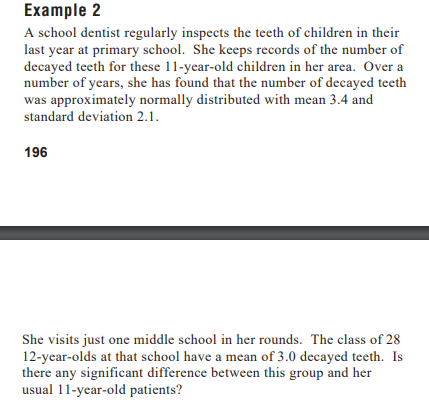 Example 2
A school dentist regularly inspects the teeth of children in their
last year at primary school. She keeps records of the number of
decayed teeth for these 11-year-old children in her area. Over a
number of years, she has found that the number of decayed teeth
was approximately normally distributed with mean 3.4 and
standard deviation 2.1.
196
She visits just one middle school in her rounds. The class of 28
12-year-olds at that school have a mean of 3.0 decayed teeth. Is
there any significant difference between this group and her
usual 11-year-old patients?